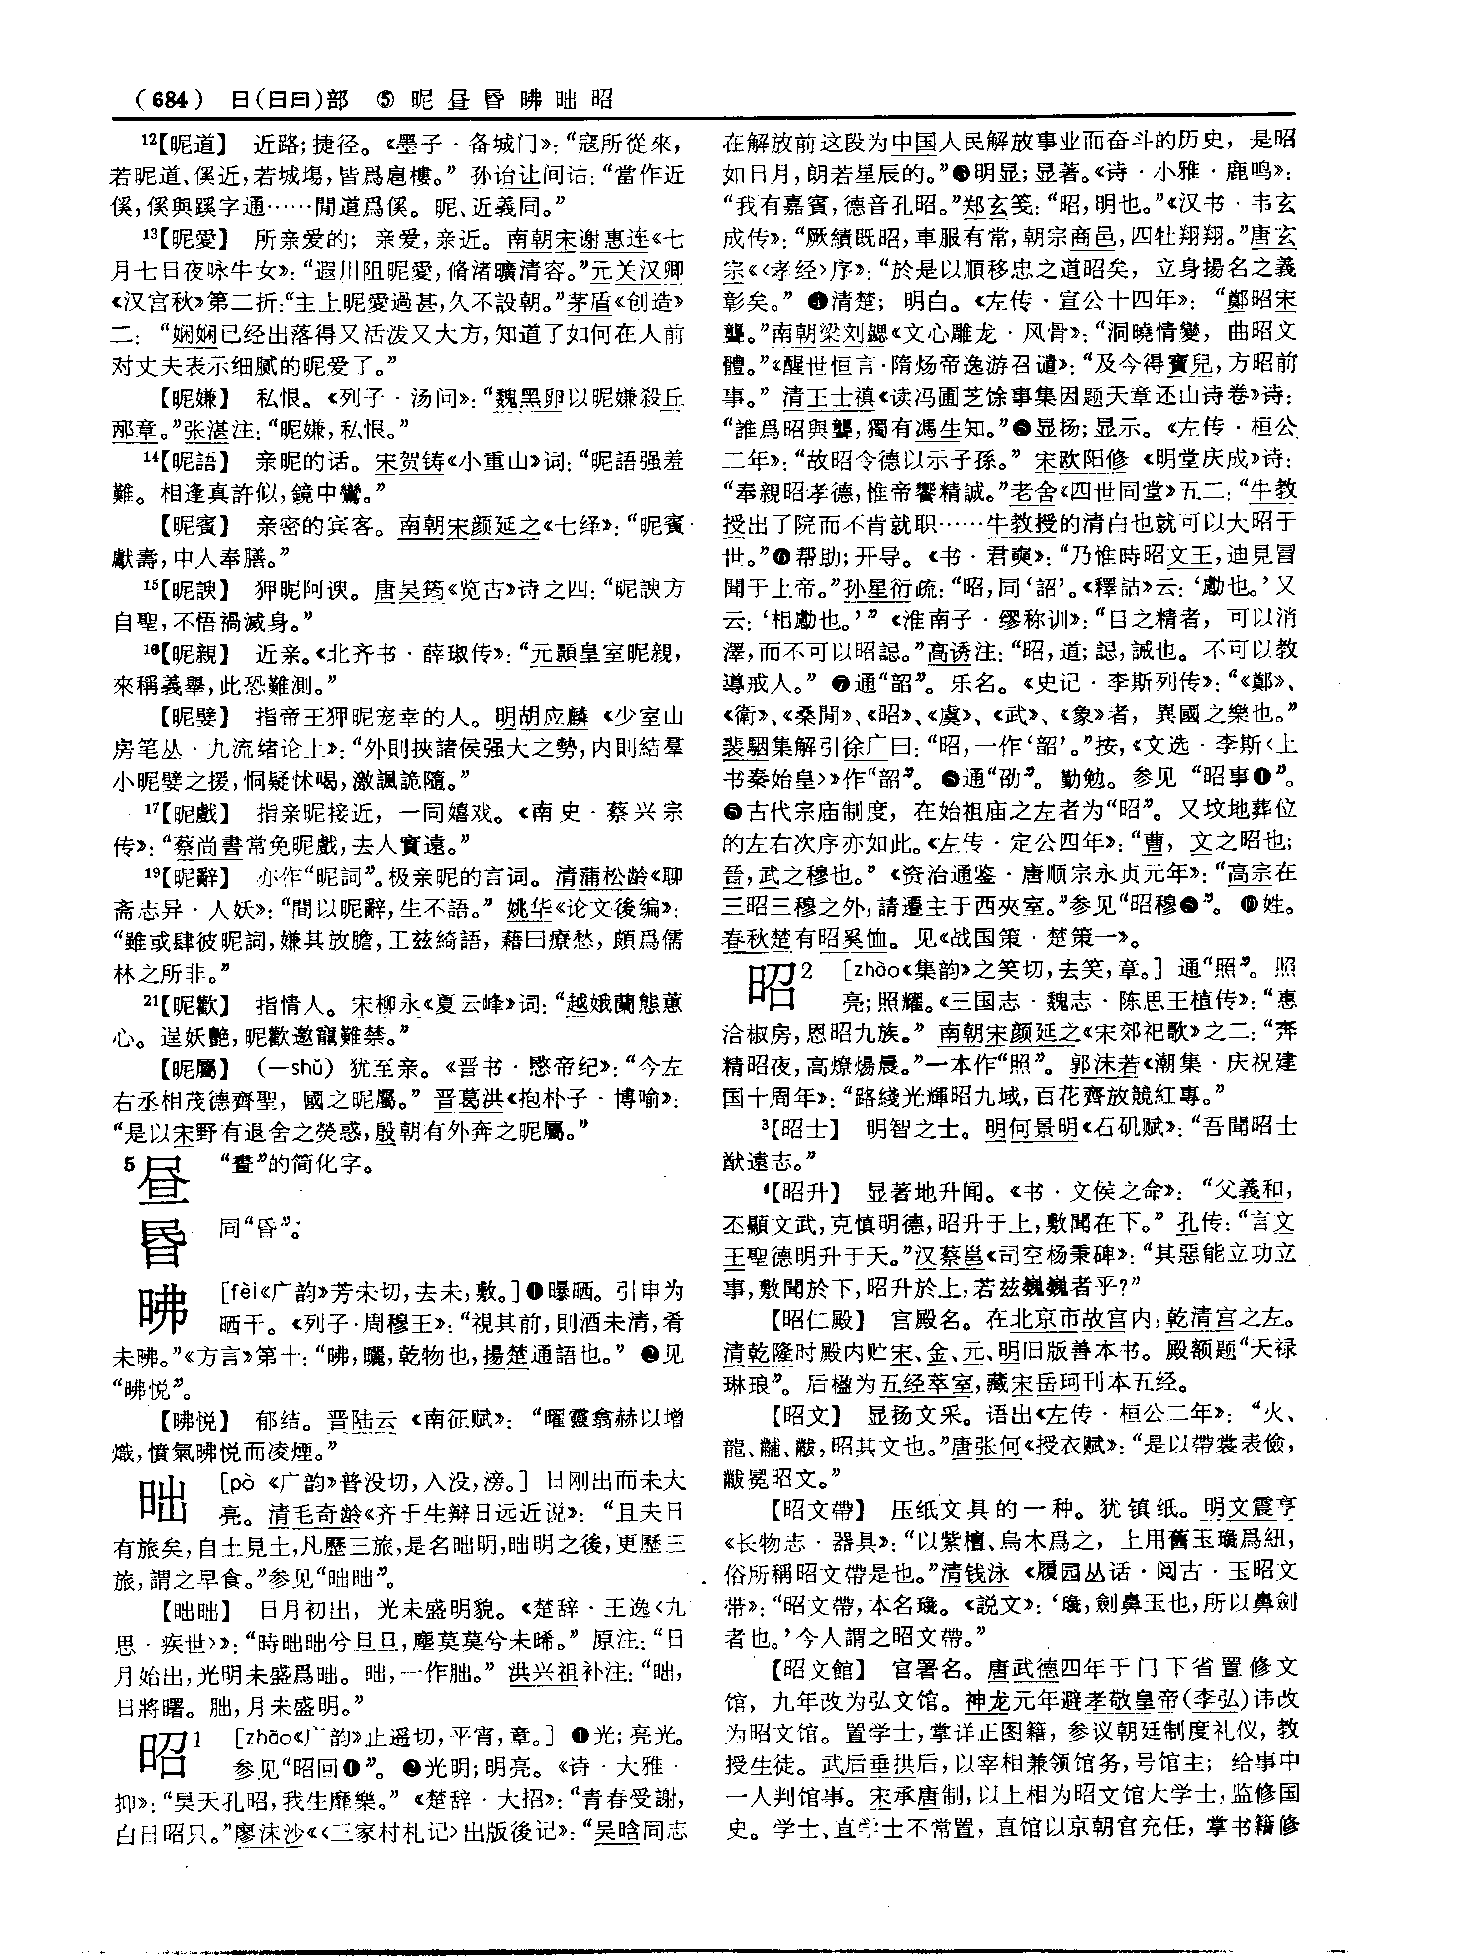 (684) 日(日曰)部 ⑤ 昵昼昬昲昢昭
12【昵道】 近路;捷径。《墨子·备城门》:“寇所從來,
若昵道、傒近,若城塲,皆爲扈樓。” 孙诒让间诂:“當作近
傒,傒與蹊字通……閒道爲傒。昵、近義同。”
13【昵愛】 所亲爱的;亲爱,亲近。南朝宋谢惠连《七
月七日夜咏牛女》:“遐川阻昵愛,脩渚曠清容。”元关汉卿
《汉宫秋》第二折:“主上昵愛過甚,久不設朝。”茅盾《创造》
二:“娴娴已经出落得又活泼又大方,知道了如何在人前
对丈夫表示细腻的昵爱了。”
【昵嫌】 私恨。《列子·汤问》:“魏黑卵以昵嫌殺丘
邴章。”张湛注:“昵嫌,私恨。”
14【昵語】 亲昵的话。宋贺铸《小重山》词:“昵語强羞
難。相逢真許似,鏡中鸞。”
【昵賓】 亲密的宾客。南朝宋颜延之《七绎》:“昵賓
獻壽,中人奉膳。”
15【昵諛】 狎昵阿谀。唐吴筠《览古》诗之四:“昵諛方
自聖,不悟禍滅身。”
16【昵親】 近亲。《北齐书·薛琡传》:“元顥皇室昵親,
來稱義舉,此恐難測。”
【昵嬖】 指帝王狎昵宠幸的人。明胡应麟《少室山
房笔丛·九流绪论上》:“外則挾諸侯强大之勢,内則結羣
小昵嬖之援,恫疑恘喝,激諷詭隨。”
17【昵戲】 指亲昵接近,一同嬉戏。《南史·蔡兴宗
传》:“蔡尚書常免昵戲,去人實遠。”
19【昵辭】 亦作“昵詞”。极亲昵的言词。清蒲松龄《聊
斋志异·人妖》:“間以昵辭,生不語。” 姚华《论文後编》:
“雖或肆彼昵詞,嫌其放膽,工兹綺語,藉曰療愁,頗爲儒
林之所非。”
21【昵歡】 指情人。宋柳永《夏云峰》词:“越娥蘭態蕙
心。逞妖艷,昵歡邀寵難禁。”
【昵屬】 (—shǔ) 犹至亲。《晋书·愍帝纪》:“今左
右丞相茂德齊聖,國之昵屬。” 晋葛洪《抱朴子·博喻》:
“是以宋野有退舍之熒惑,殷朝有外奔之昵屬。”
5昼 “晝”的简化字。
昬 同“昏”。
昲 [fèi《广韵》芳未切,去未,敷。]❶曝晒。引申为
晒干。《列子·周穆王》:“視其前,則酒未清,肴
未昲。”《方言》第十:“昲,曬,乾物也,揚楚通語也。” ❷见
“昲悦”。
【昲悦】 郁结。晋陆云《南征赋》:“曜靈翕赫以增
熾,憤氣昲悦而凌煙。”
昢 [pò《广韵》普没切,入没,滂。] 日刚出而未大
亮。清毛奇龄《齐于生辩日远近说》:“且夫日
有旅矣,自土見土,凡歷三旅,是名昢明,昢明之後,更歷三
旅,謂之早食。”参见“昢昢”。
【昢昢】 日月初出,光未盛明貌。《楚辞·王逸〈九
思·疾世〉》:“時昢昢兮旦旦,塵莫莫兮未晞。” 原注:“日
月始出,光明未盛爲昢。昢,一作朏。” 洪兴祖补注:“昢,
日將曙。朏,月未盛明。”
昭1 [zhāo《广韵》止遥切,平宵,章。] ❶光;亮光。
参见“昭回❶”。 ❷光明;明亮。《诗·大雅·
抑》:“昊天孔昭,我生靡樂。” 《楚辞·大招》:“青春受謝,
白日昭只。”廖沫沙《〈三家村札记〉出版後记》:“吴晗同志
在解放前这段为中国人民解放事业而奋斗的历史,是昭
如日月,朗若星辰的。”❸明显;显著。《诗·小雅·鹿鸣》:
“我有嘉賓,德音孔昭。”郑玄笺:“昭,明也。”《汉书·韦玄
成传》:“厥績既昭,車服有常,朝宗商邑,四牡翔翔。”唐玄
宗《〈孝经〉序》:“於是以順移忠之道昭矣,立身揚名之義
彰矣。” ❹清楚;明白。《左传·宣公十四年》:“鄭昭宋
聾。”南朝梁刘勰《文心雕龙·风骨》:“洞曉情變,曲昭文
體。”《醒世恒言·隋炀帝逸游召谴》:“及今得寳兒,方昭前
事。” 清王士禛《读冯圃芝馀事集因题天章还山诗卷》诗:
“誰爲昭與聾,獨有馮生知。”❺显扬;显示。《左传·桓公
二年》:“故昭令德以示子孫。” 宋欧阳修《明堂庆成》诗:
“奉親昭孝德,惟帝饗精誠。”老舍《四世同堂》五二:“牛教
授出了院而不肯就职……牛教授的清白也就可以大昭于
世。”❻帮助;开导。《书·君奭》:“乃惟時昭文王,迪見冒
聞于上帝。”孙星衍疏:“昭,同‘詔’。《釋詁》云:‘勴也。’又
云:‘相勴也。’” 《淮南子·缪称训》:“日之精者,可以消
澤,而不可以昭誋。”高诱注:“昭,道;誋,誡也。不可以教
導戒人。” ❼通“韶”。乐名。《史记·李斯列传》:“《鄭》、
《衛》、《桑閒》、《昭》、《虞》、《武》、《象》者,異國之樂也。”
裴駰集解引徐广曰:“昭,一作‘韶’。”按,《文选·李斯〈上
书秦始皇〉》作“韶”。 ❽通“劭”。勤勉。参见“昭事❶”。
❾古代宗庙制度,在始祖庙之左者为“昭”。又坟地葬位
的左右次序亦如此。《左传·定公四年》:“曹,文之昭也;
晉,武之穆也。”《资治通鉴·唐顺宗永贞元年》:“高宗在
三昭三穆之外,請遷主于西夾室。”参见“昭穆❶”。 ❿姓。
春秋楚有昭奚恤。见《战国策·楚策一》。
昭2 [zhào《集韵》之笑切,去笑,章。] 通“照”。照
亮;照耀。《三国志·魏志·陈思王植传》:“惠
洽椒房,恩昭九族。” 南朝宋颜延之《宋郊祀歌》之二:“奔
精昭夜,高燎煬晨。”一本作“照”。郭沫若《潮集·庆祝建
国十周年》:“路綫光輝昭九域,百花齊放競紅專。”
3【昭士】 明智之士。明何景明《石矶赋》:“吾聞昭士
猷遠志。”
4【昭升】 显著地升闻。《书·文侯之命》:“父義和,
丕顯文武,克慎明德,昭升于上,敷聞在下。” 孔传:“言文
王聖德明升于天。”汉蔡邕《司空杨秉碑》:“其惡能立功立
事,敷聞於下,昭升於上,若兹巍巍者乎?”
【昭仁殿】 宫殿名。在北京市故宫内,乾清宫之左。
清乾隆时殿内贮宋、金、元、明旧版善本书。殿额题“天禄
琳琅”。后楹为五经萃室,藏宋岳珂刊本五经。
【昭文】 显扬文采。语出《左传·桓公二年》:“火、
龍、黼、黻,昭其文也。”唐张何《授衣赋》:“是以帶裳表儉,
黻冕昭文。”
【昭文帶】 压纸文具的一种。犹镇纸。明文震亨
《长物志·器具》:“以紫檀、烏木爲之,上用舊玉璏爲紐,
俗所稱昭文帶是也。”清钱泳《履园丛话·阅古·玉昭文
带》:“昭文帶,本名璏。《説文》:‘璏,劍鼻玉也,所以鼻劍
者也。’今人謂之昭文帶。”
【昭文館】 官署名。唐武德四年于门下省置修文
馆,九年改为弘文馆。神龙元年避孝敬皇帝(李弘)讳改
为昭文馆。置学士,掌详正图籍,参议朝廷制度礼仪,教
授生徒。武后垂拱后,以宰相兼领馆务,号馆主;给事中
一人判馆事。宋承唐制,以上相为昭文馆大学士,监修国
史。学士、直学士不常置,直馆以京朝官充任,掌书籍修